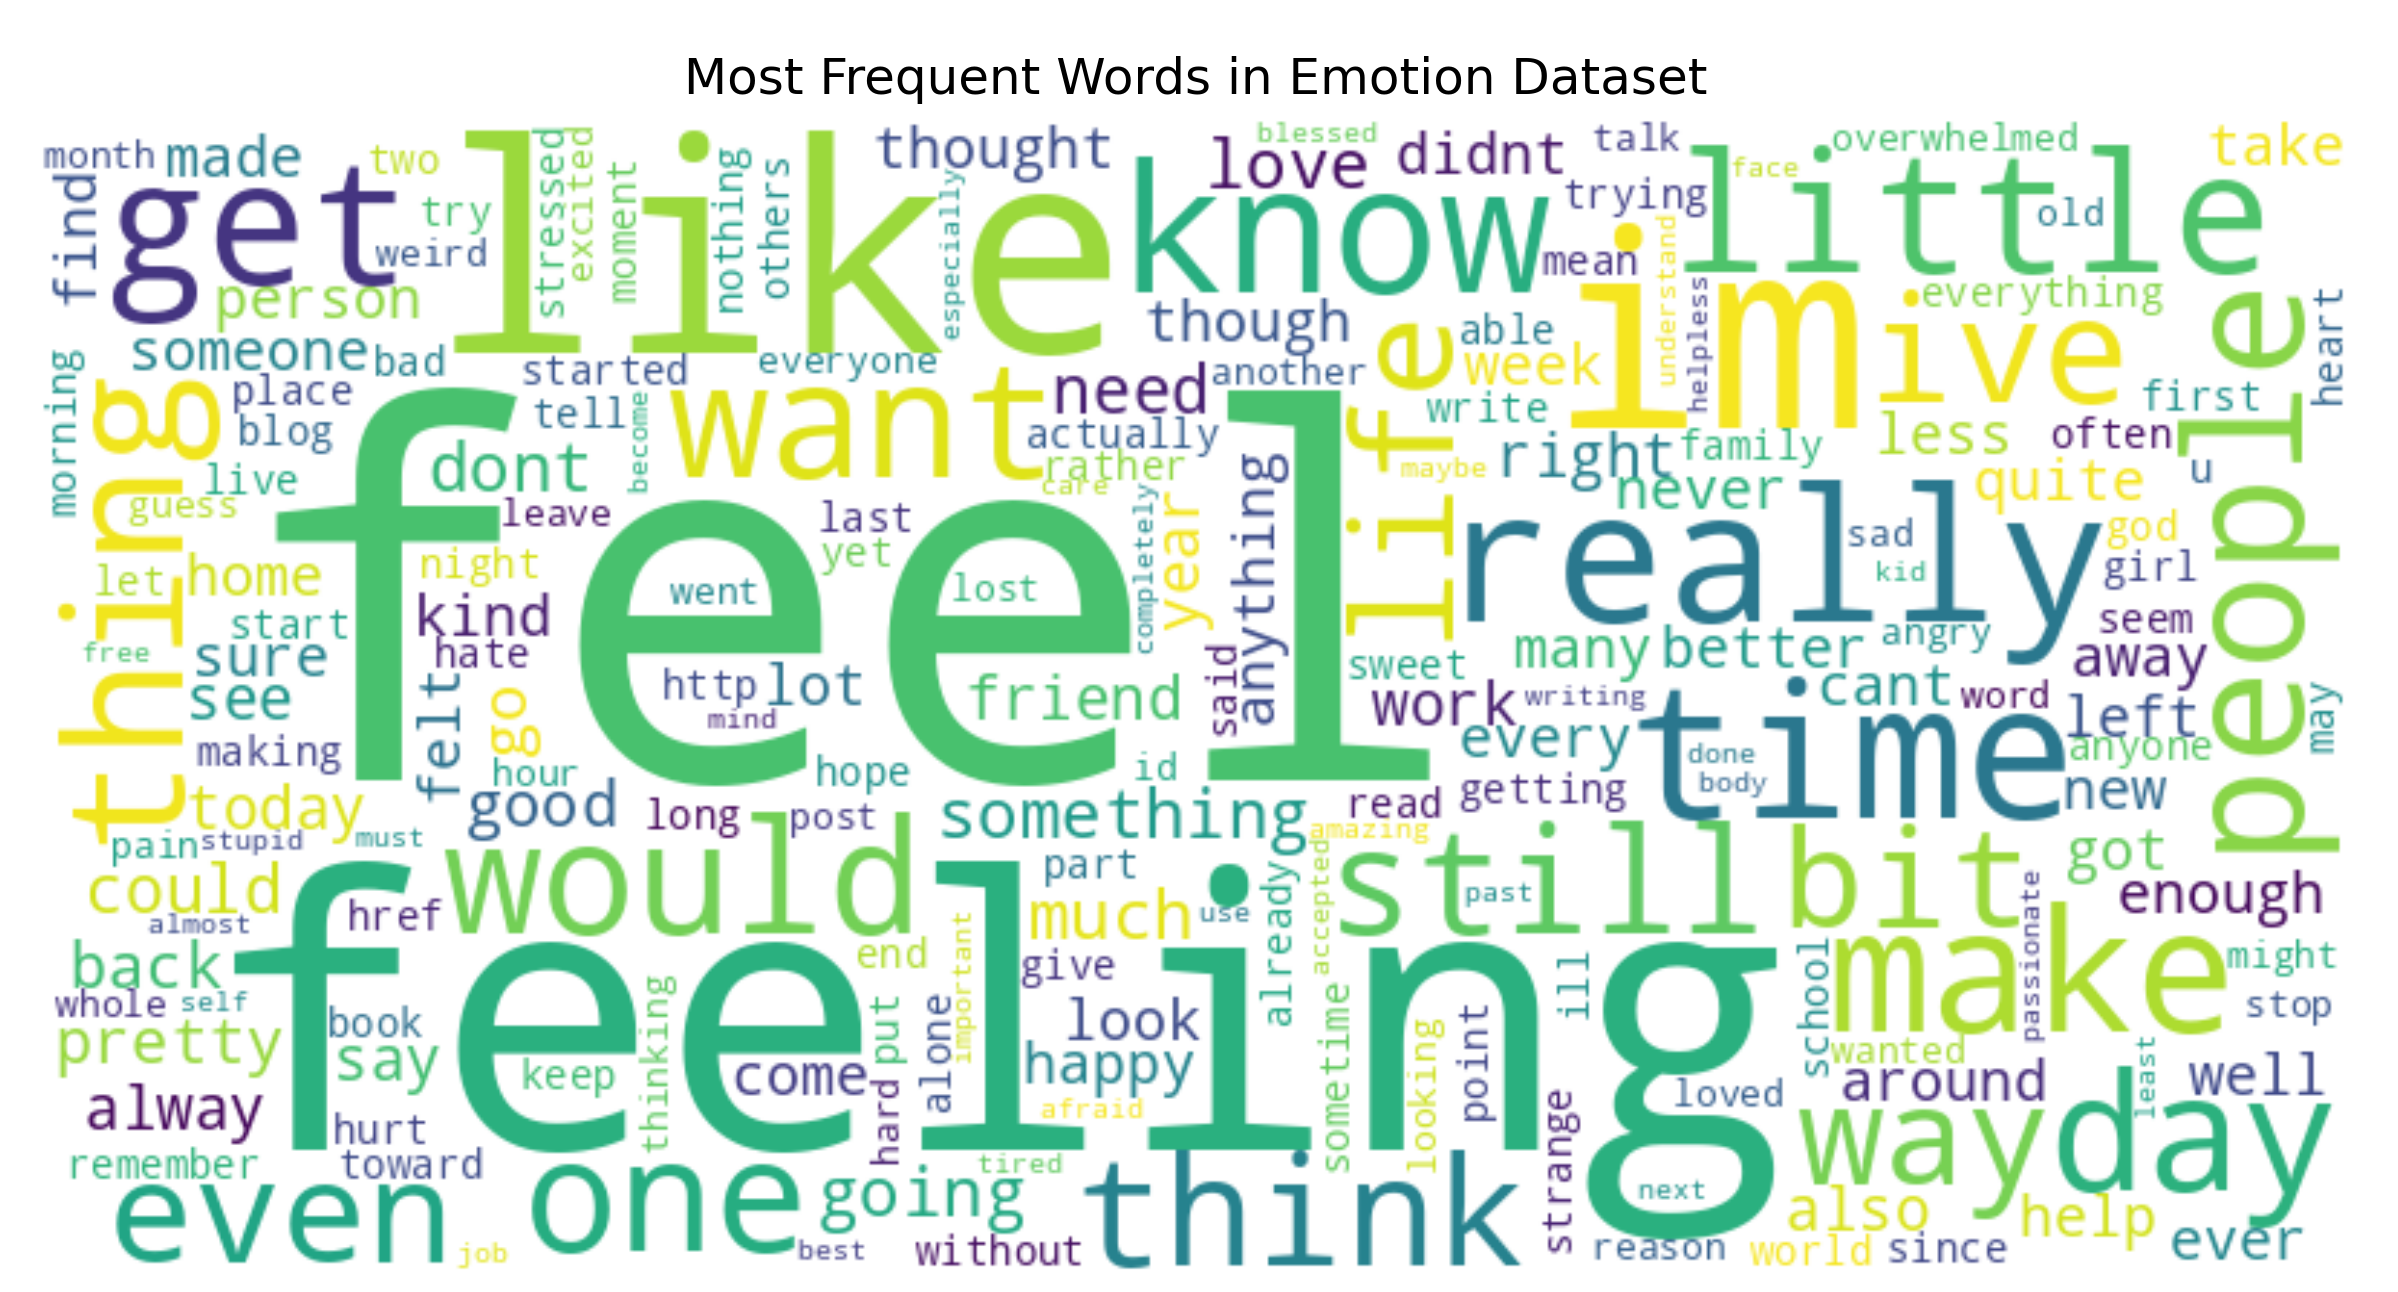 Most Frequent Words in Emotion Dataset
month
made
two
like
stressed
excited
moment
nothing
others
thought
especially
love
blessed
didnt
talk
overwhelmed
take
find
get
try
weird
know
trying
face
little
old
mean
understand
person
though
im
ive
everything
helpless
people
heart
someone
bad
started
everyone
need
another
life
able
week
morning
thing
place
blog
tell
become
want
actually
rather
care
write
right
maybe
family
less
first
often
u
live
guess
dont
leave
feel
last
yet
completely
year
anything
never
quite
really
sad
kid
god
girl
let
home
night
went
lost
start
free
kind
hate
sure
see
felt
go
http
lot
mind
friend
said
sweet
many
better
angry
seem
away
work
writing
cant
word
left
may
making
hour
hope
id
every
time
done
body
anyone
today
good
long
post
something
read
getting
new
pain
stupid
must
would
amazing
still
bit
got
could
almost
href
part
much
use
already
accepted
past
passionate
enough
back
feeling
end
important
give
ill
school
make
might
whole
self
book
thinking
put
alone
look
sometime
looking
point
stop
pretty
say
keep
come
happy
wanted
around
least
well
alway
hurt
hard
afraid
loved
way
day
remember
toward
tired
strange
even
one
going
think
next
also
help
job
best
without
reason
world
since
ever